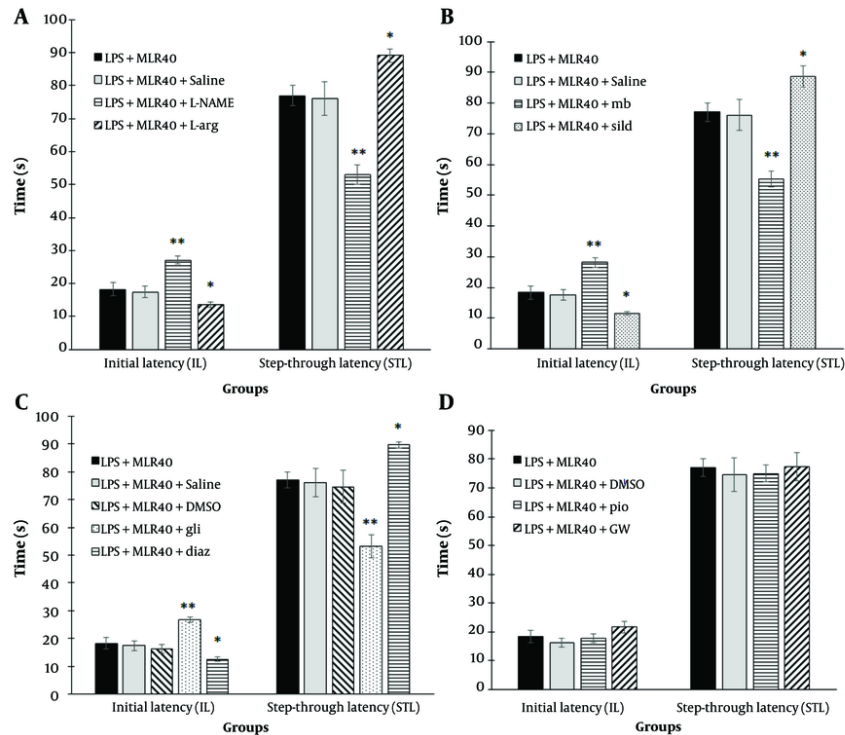 A
100
90
80
70
60
50
40
30
20
10
0
Time (s)
LPS + MLR40
LPS + MLR40 + Saline
LPS + MLR40 + L-NAME
LPS + MLR40 + L-arg
**
*
**
*
Initial latency (IL)
Step-through latency (STL)
Groups
B
100
90
80
70
60
50
40
30
20
10
0
Time (s)
LPS + MLR40
LPS + MLR40 + Saline
LPS + MLR40 + mb
LPS + MLR40 + sild
**
*
**
*
Initial latency (IL)
Step-through latency (STL)
Groups
C
100
90
80
70
60
50
40
30
20
10
0
Time (s)
LPS + MLR40
LPS + MLR40 + Saline
LPS + MLR40 + DMSO
LPS + MLR40 + gli
LPS + MLR40 + diaz
**
*
**
*
Initial latency (IL)
Step-through latency (STL)
Groups
D
90
80
70
60
50
40
30
20
10
0
Time (s)
LPS + MLR40
LPS + MLR40 + DMSO
LPS + MLR40 + pio
LPS + MLR40 + GW
Initial latency (IL)
Step-through latency (STL)
Groups